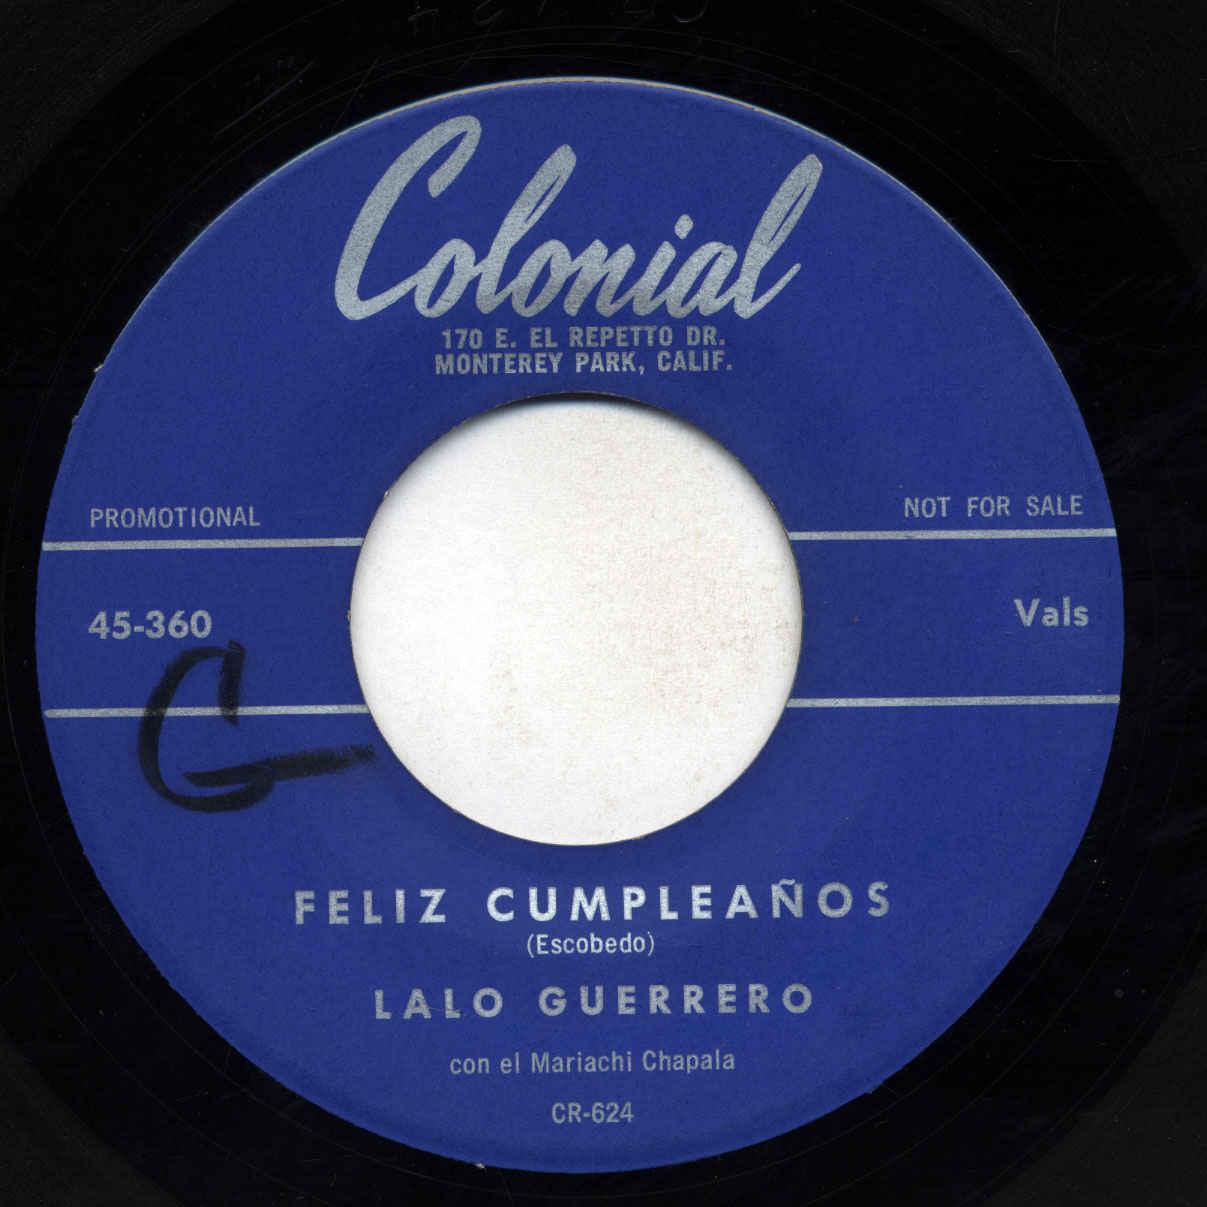 Colonial
170 E. EL REPETTO DR.
MONTEREY PARK, CALIF.
PROMOTIONAL
NOT FOR SALE
45-360
Vals
G
FELIZ CUMPLEAÑOS
(Escobedo)
LALO GUERRERO
con el Mariachi Chapala
CR-624